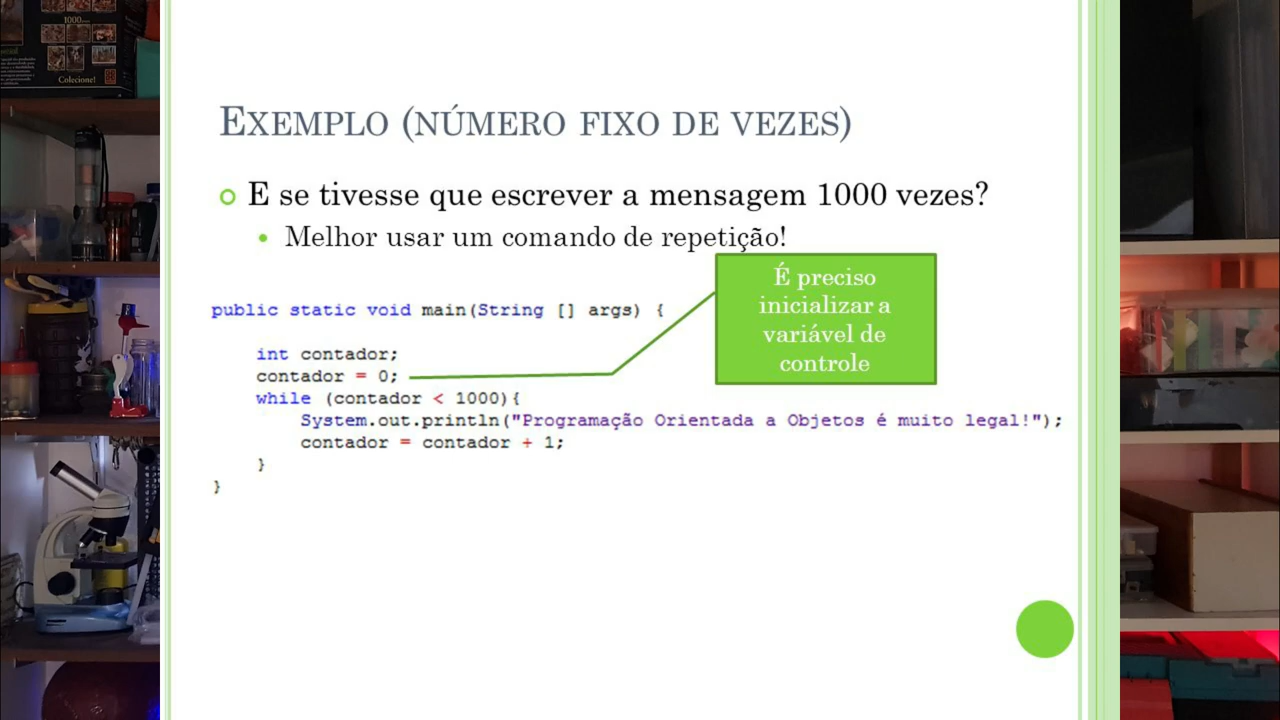 1000
Colecione!
EXEMPLO (NÚMERO FIXO DE VEZES)
E se tivesse que escrever a mensagem 1000 vezes?
Melhor usar um comando de repetição!
É preciso
inicializar a
variável de
controle
public static void main(String [] args) {
int contador;
contador = 0;
while (contador < 1000){
System.out.println("Programação Orientada a Objetos é muito legal!");
contador = contador + 1;
}
}